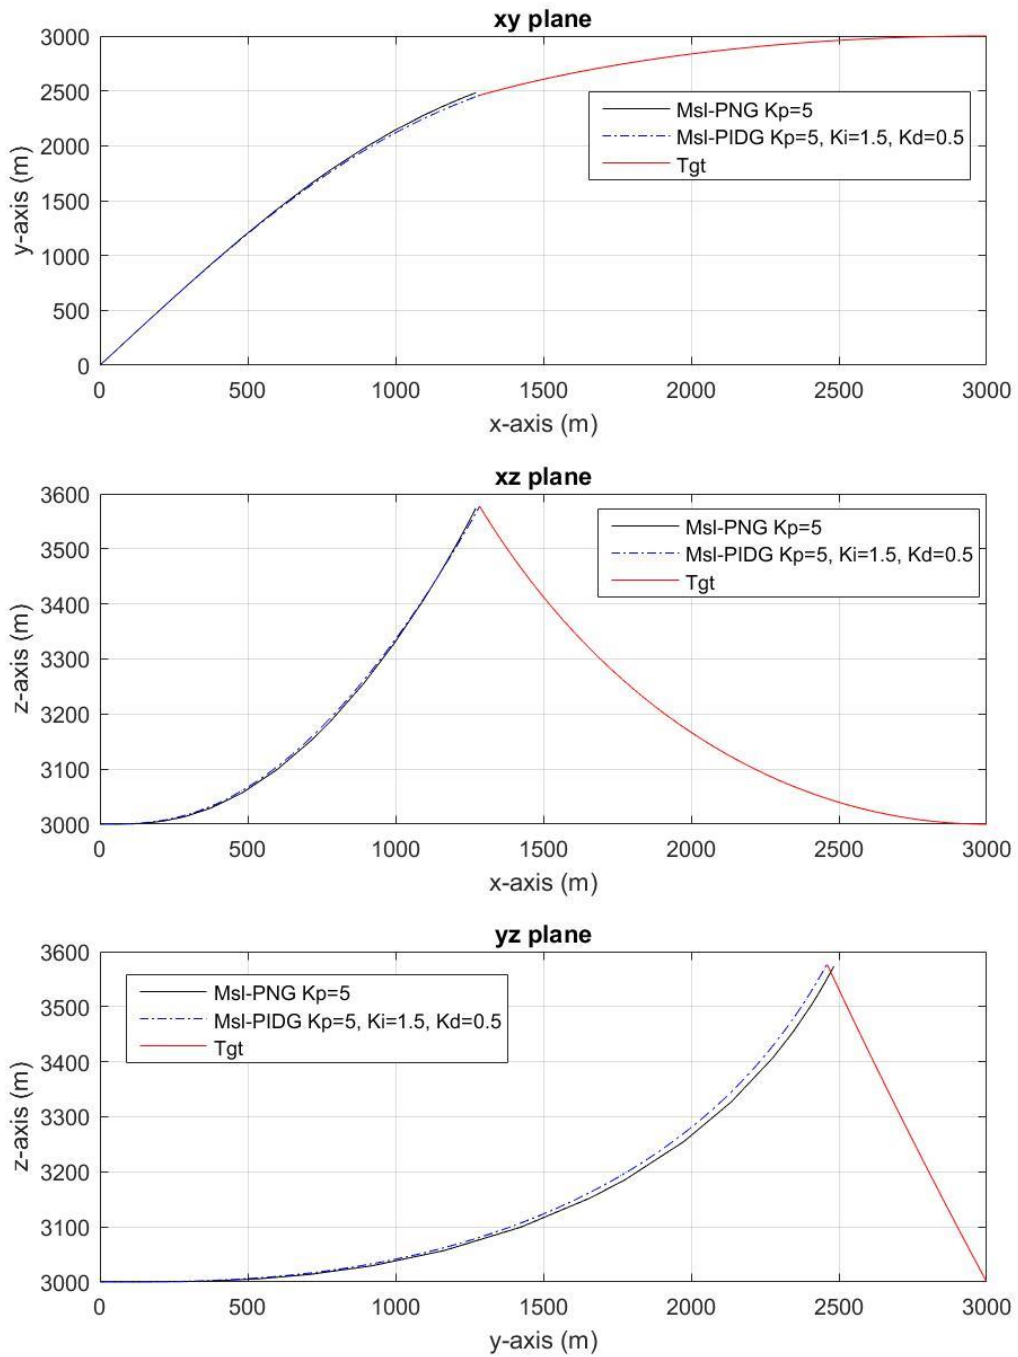 xy plane
3000
2500
2000
1500
1000
500
0
y-axis (m)
Msl-PNG Kp=5
Msl-PIDG Kp=5, Ki=1.5, Kd=0.5
Tgt
0 500 1000 1500 2000 2500 3000
x-axis (m)
xz plane
3600
3500
3400
3300
3200
3100
3000
z-axis (m)
Msl-PNG Kp=5
Msl-PIDG Kp=5, Ki=1.5, Kd=0.5
Tgt
0 500 1000 1500 2000 2500 3000
x-axis (m)
yz plane
3600
3500
3400
3300
3200
3100
3000
z-axis (m)
Msl-PNG Kp=5
Msl-PIDG Kp=5, Ki=1.5, Kd=0.5
Tgt
0 500 1000 1500 2000 2500 3000
y-axis (m)